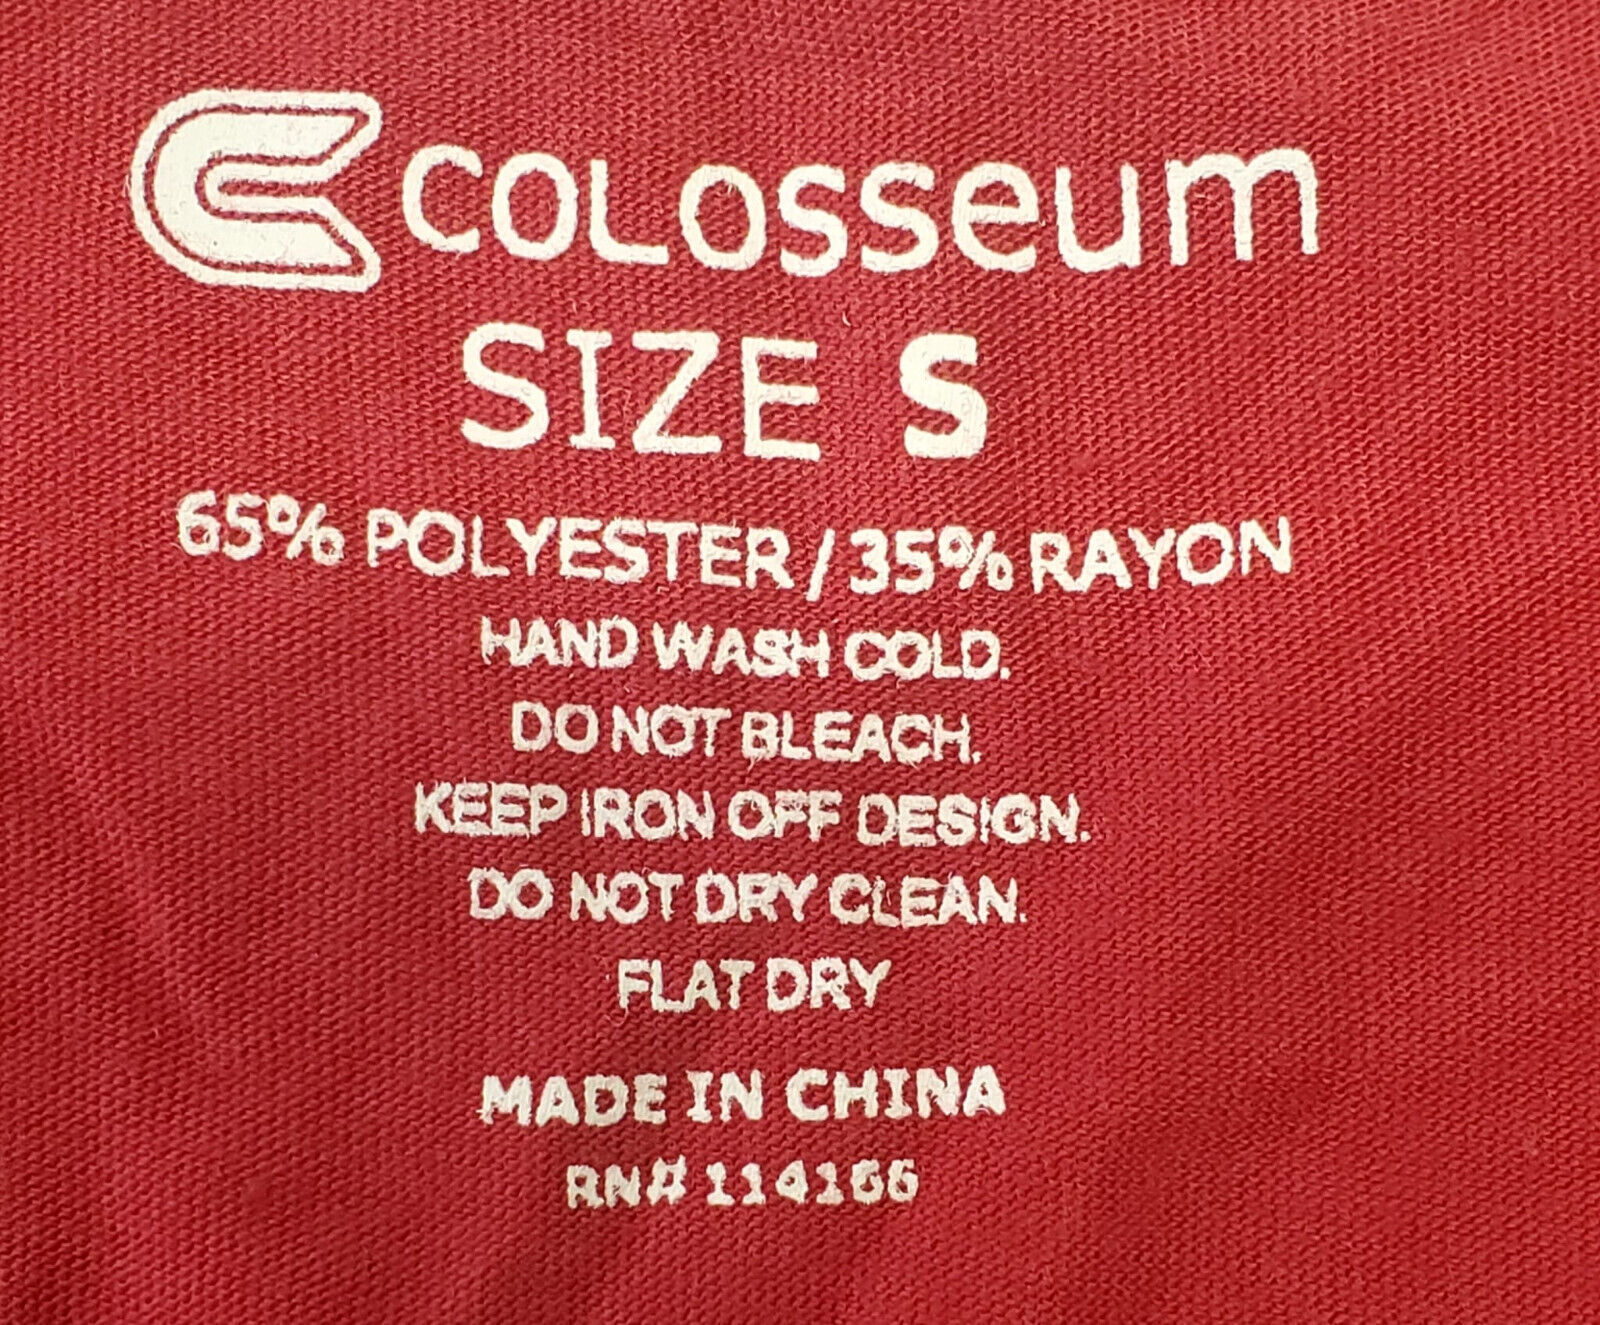 COLOSSEUM
SIZE S
65% POLYESTER / 35% RAYON
HAND WASH COLD.
DO NOT BLEACH.
KEEP IRON OFF DESIGN.
DO NOT DRY CLEAN.
FLAT DRY
MADE IN CHINA
RN# 114166